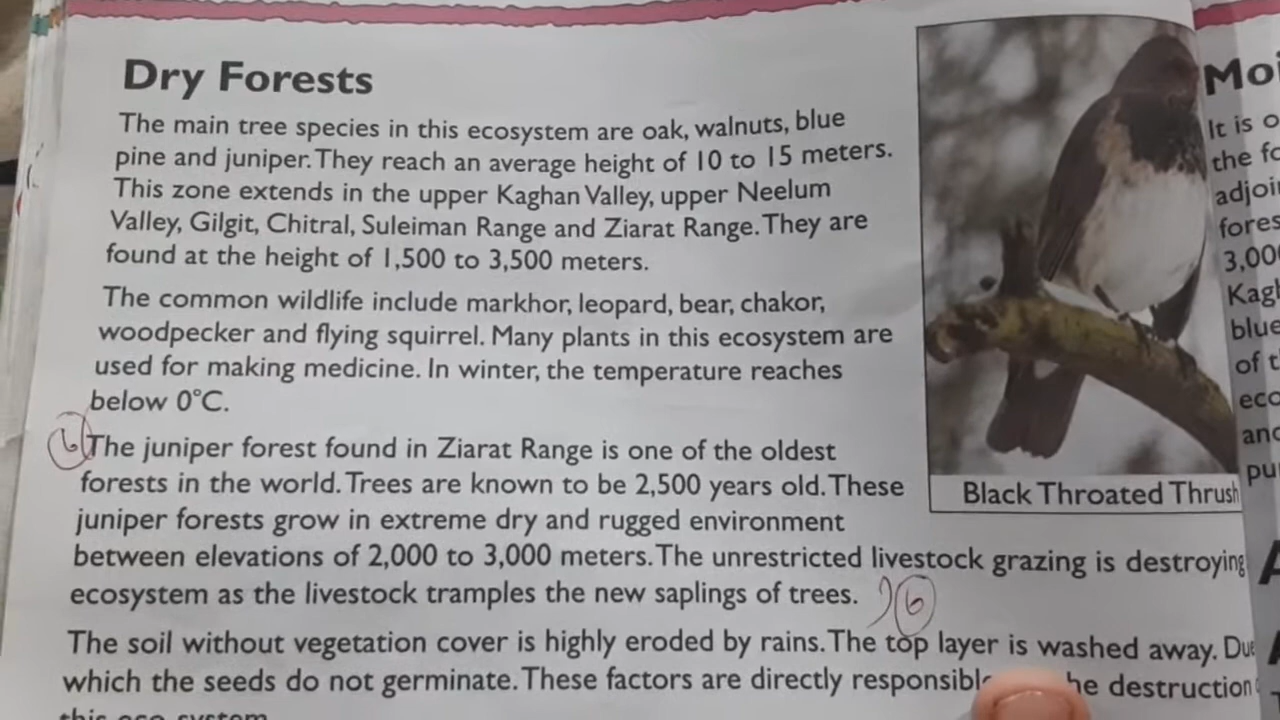 Dry Forests
The main tree species in this ecosystem are oak, walnuts, blue
pine and juniper. They reach an average height of 10 to 15 meters.
This zone extends in the upper Kaghan Valley, upper Neelum
Valley, Gilgit, Chitral, Suleiman Range and Ziarat Range. They are
found at the height of 1,500 to 3,500 meters.
The common wildlife include markhor, leopard, bear, chakor,
woodpecker and flying squirrel. Many plants in this ecosystem are
used for making medicine. In winter, the temperature reaches
below 0°C.
6 The juniper forest found in Ziarat Range is one of the oldest
forests in the world. Trees are known to be 2,500 years old. These
juniper forests grow in extreme dry and rugged environment
between elevations of 2,000 to 3,000 meters. The unrestricted livestock grazing is destroying
ecosystem as the livestock tramples the new saplings of trees. ) 6
The soil without vegetation cover is highly eroded by rains. The top layer is washed away. Due
which the seeds do not germinate. These factors are directly he destruction
this eco system
Black Throated Thrush
Moi
It is o
the fo
adjoi
fores
3,00
Kagh
blue
of t
eco
and
pu